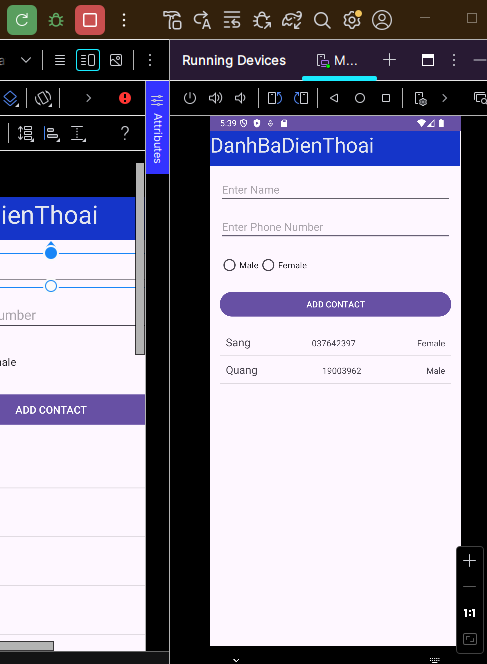 a
Running Devices
M...
Attributes
?
ienThoai
umber
ale
ADD CONTACT
5:39
DanhBaDienThoai
Enter Name
Enter Phone Number
Male
Female
ADD CONTACT
Sang 037642397 Female
Quang 19003962 Male
1:1